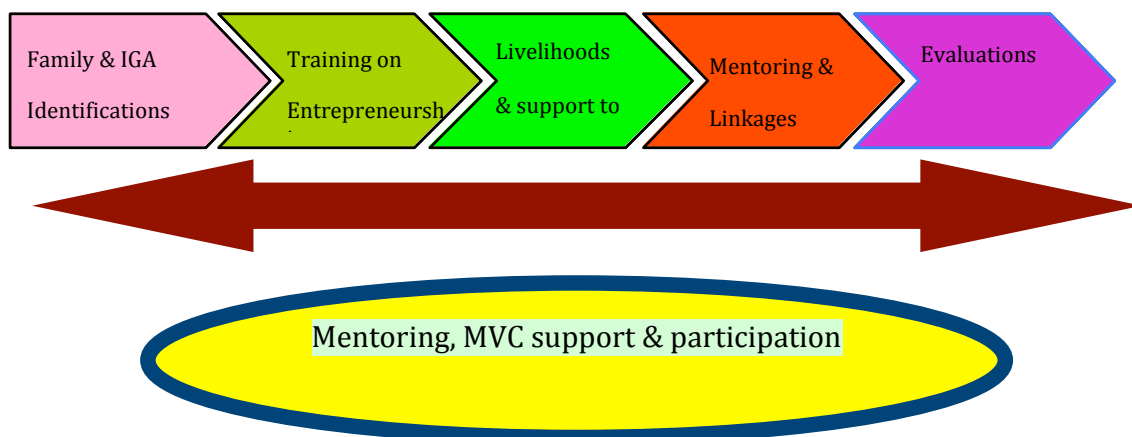 Family & IGA
Identifications
Training on
Entrepreneursh
Livelihoods
& support to
Mentoring &
Linkages
Evaluations
Mentoring, MVC support & participation